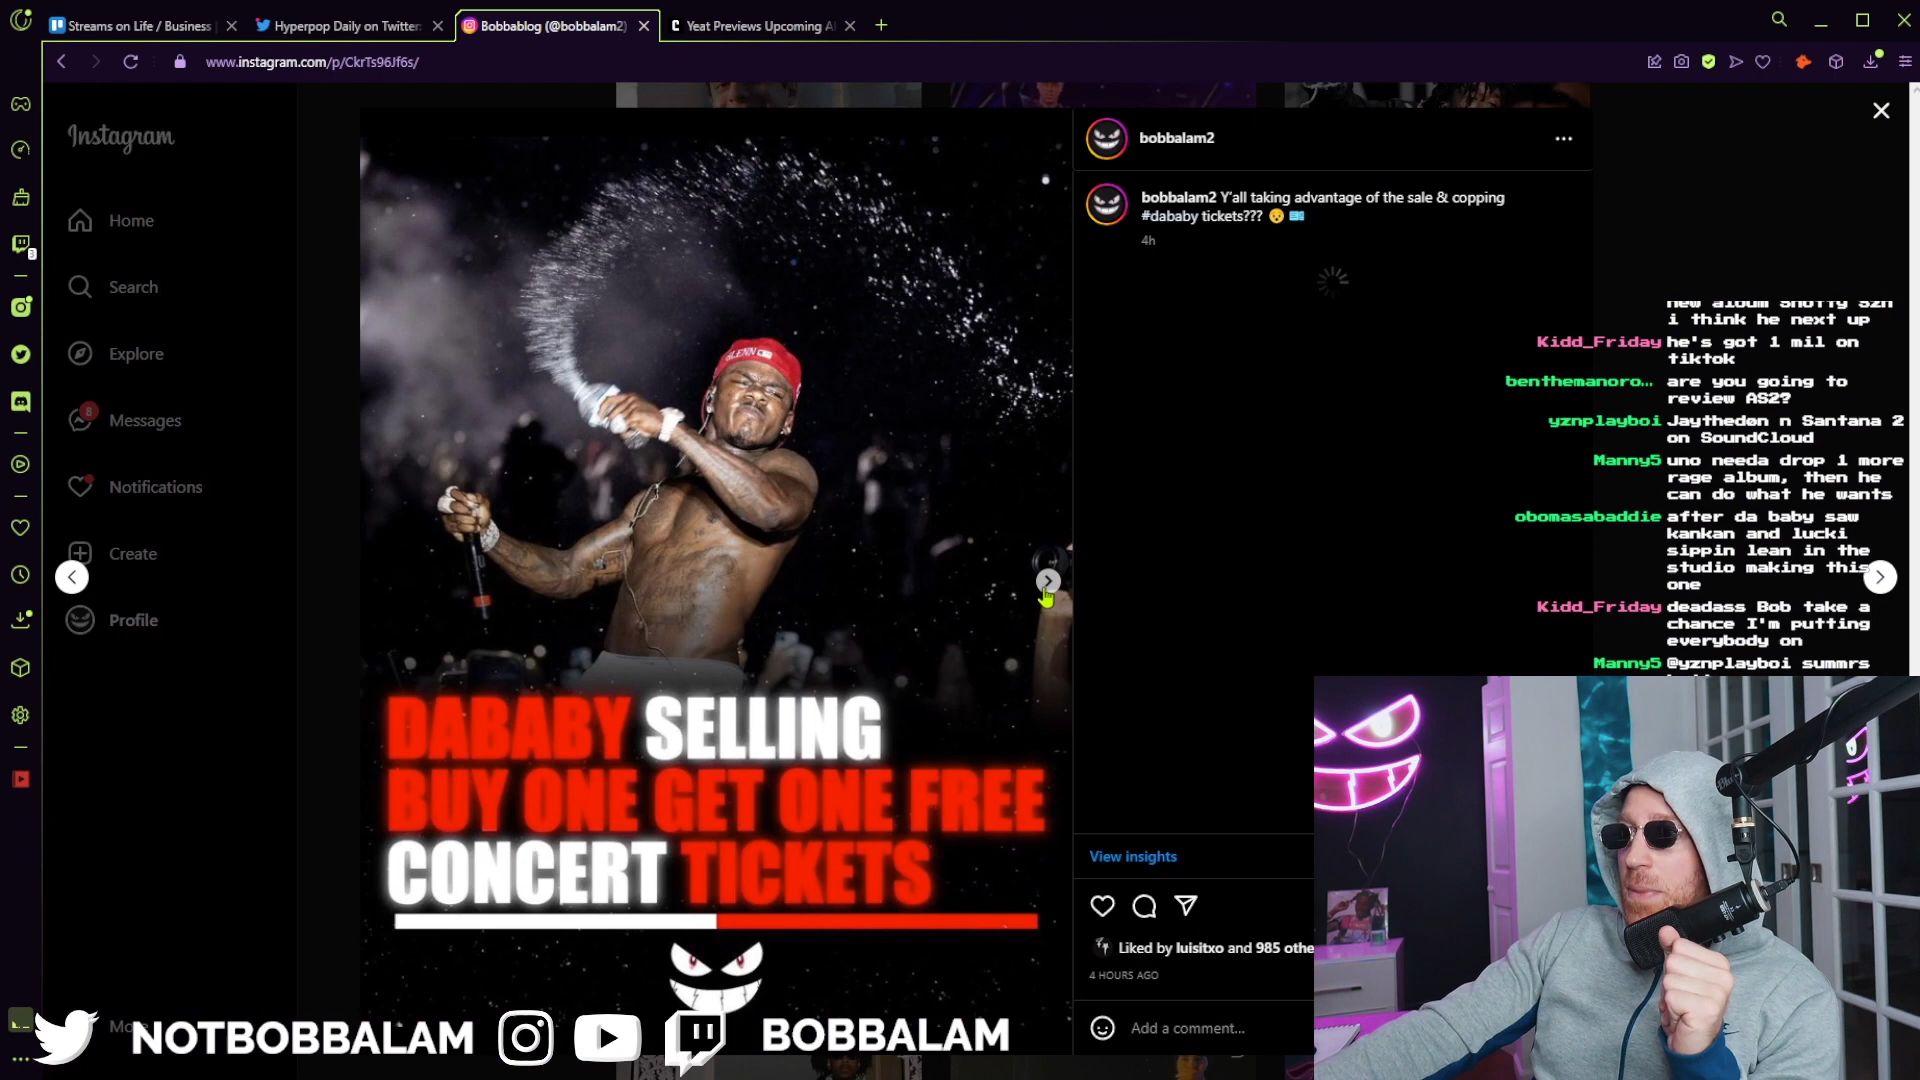 Streams on Life / Business
Hyperpop Daily on Twitter:
Bobbablog (@bobbalam2)
Yeat Previews Upcoming Al
www.instagram.com/p/CkrTs96Jf6s/
Instagram
Home
Search
Explore
8
Messages
Notifications
Create
Profile
3
GLENN
DABABY SELLING
BUY ONE GET ONE FREE
CONCERT TICKETS
bobbalam2
bobbalam2 Y'all taking advantage of the sale & copping
#dababy tickets???
4h
View insights
Liked by luisitxo and 985 othe
4 HOURS AGO
Add a comment...
new album Shotty Szn
i think he next up
Kidd_Friday he's got 1 mil on
tiktok
benthemanoro... are you going to
review AS2?
yznplayboi Jaythedøn n Santana 2
on SoundCloud
Manny5 uno needa drop 1 more
rage album, then he
can do what he wants
obomasabaddie after da baby saw
kankan and lucki
sippin lean in the
studio making this
one
Kidd_Friday deadass Bob take a
chance I'm putting
everybody on
Manny5 @yznplayboi summrs
NOTBOBBALAM
BOBBALAM